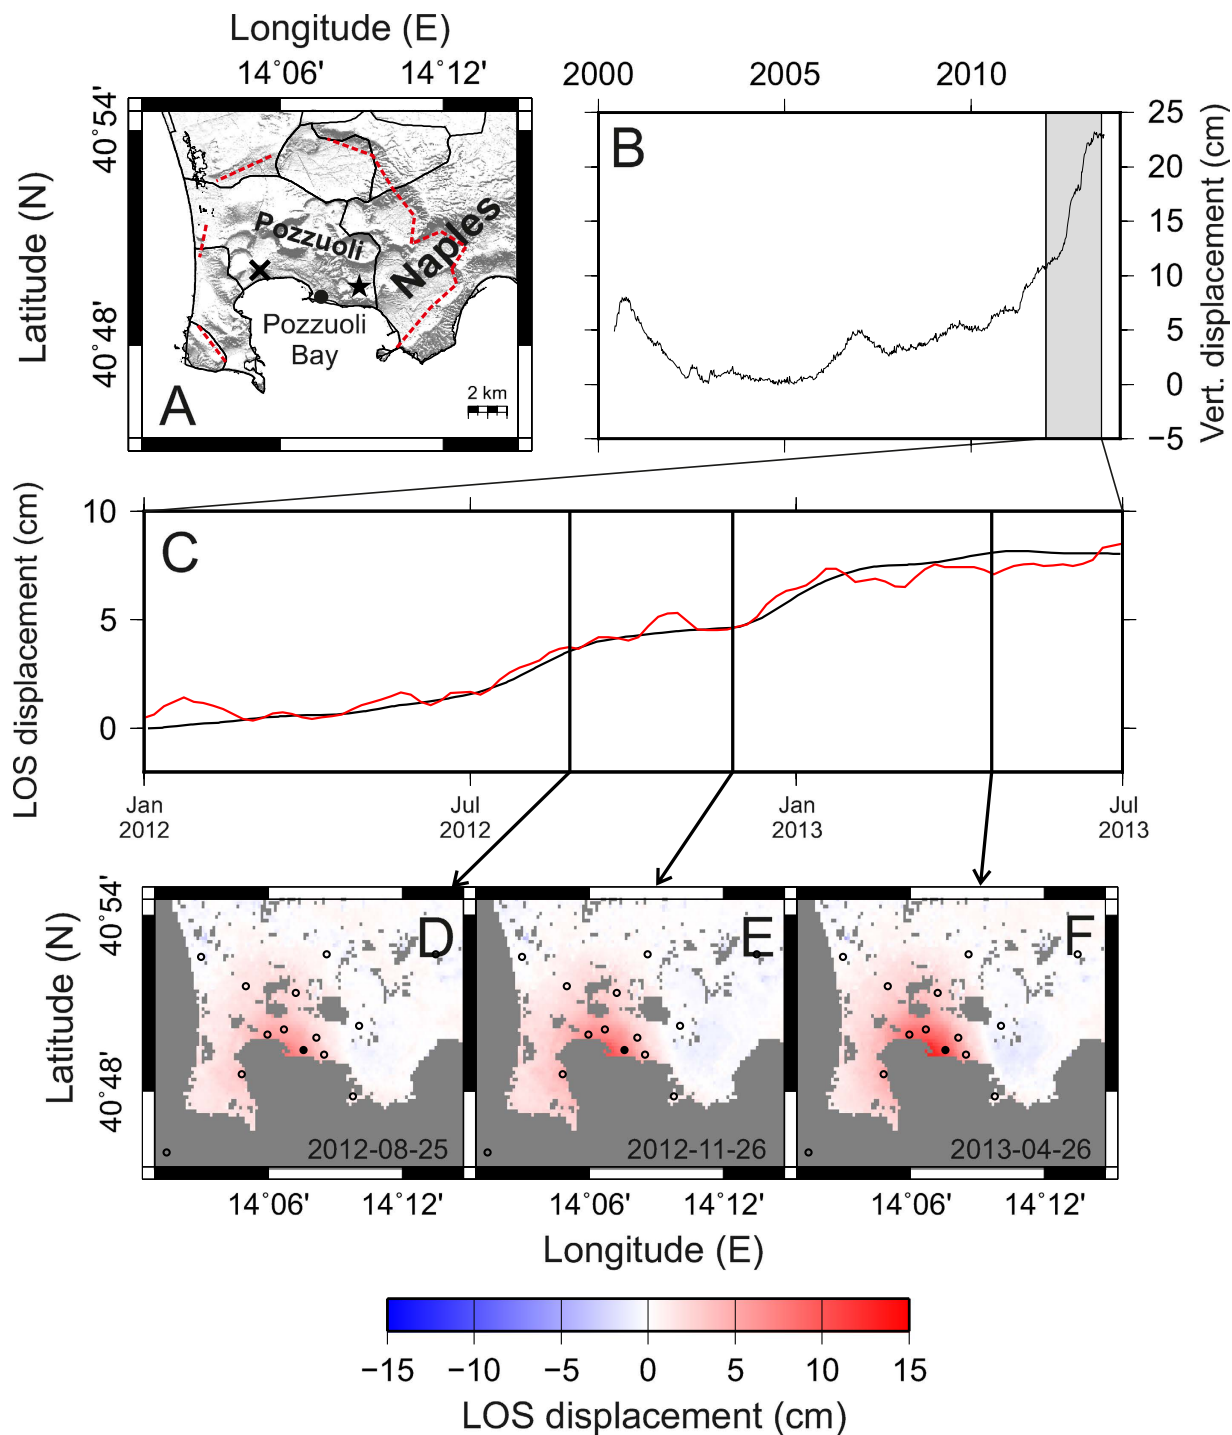 Longitude (E)
14°06' 14°12'
2000 2005 2010
40°54'
40°48'
Latitude (N)
Pozzuoli
Naples
Pozzuoli
Bay
A
2 km
B
25
20
15
10
5
0
−5
Vert. displacement (cm)
LOS displacement (cm)
10
5
0
C
Jan
2012
Jul
2012
Jan
2013
Jul
2013
Latitude (N)
40°54'
40°48'
D
E
F
2012-08-25
2012-11-26
2013-04-26
14°06' 14°12' 14°06' 14°12' 14°06' 14°12'
Longitude (E)
−15 −10 −5 0 5 10 15
LOS displacement (cm)